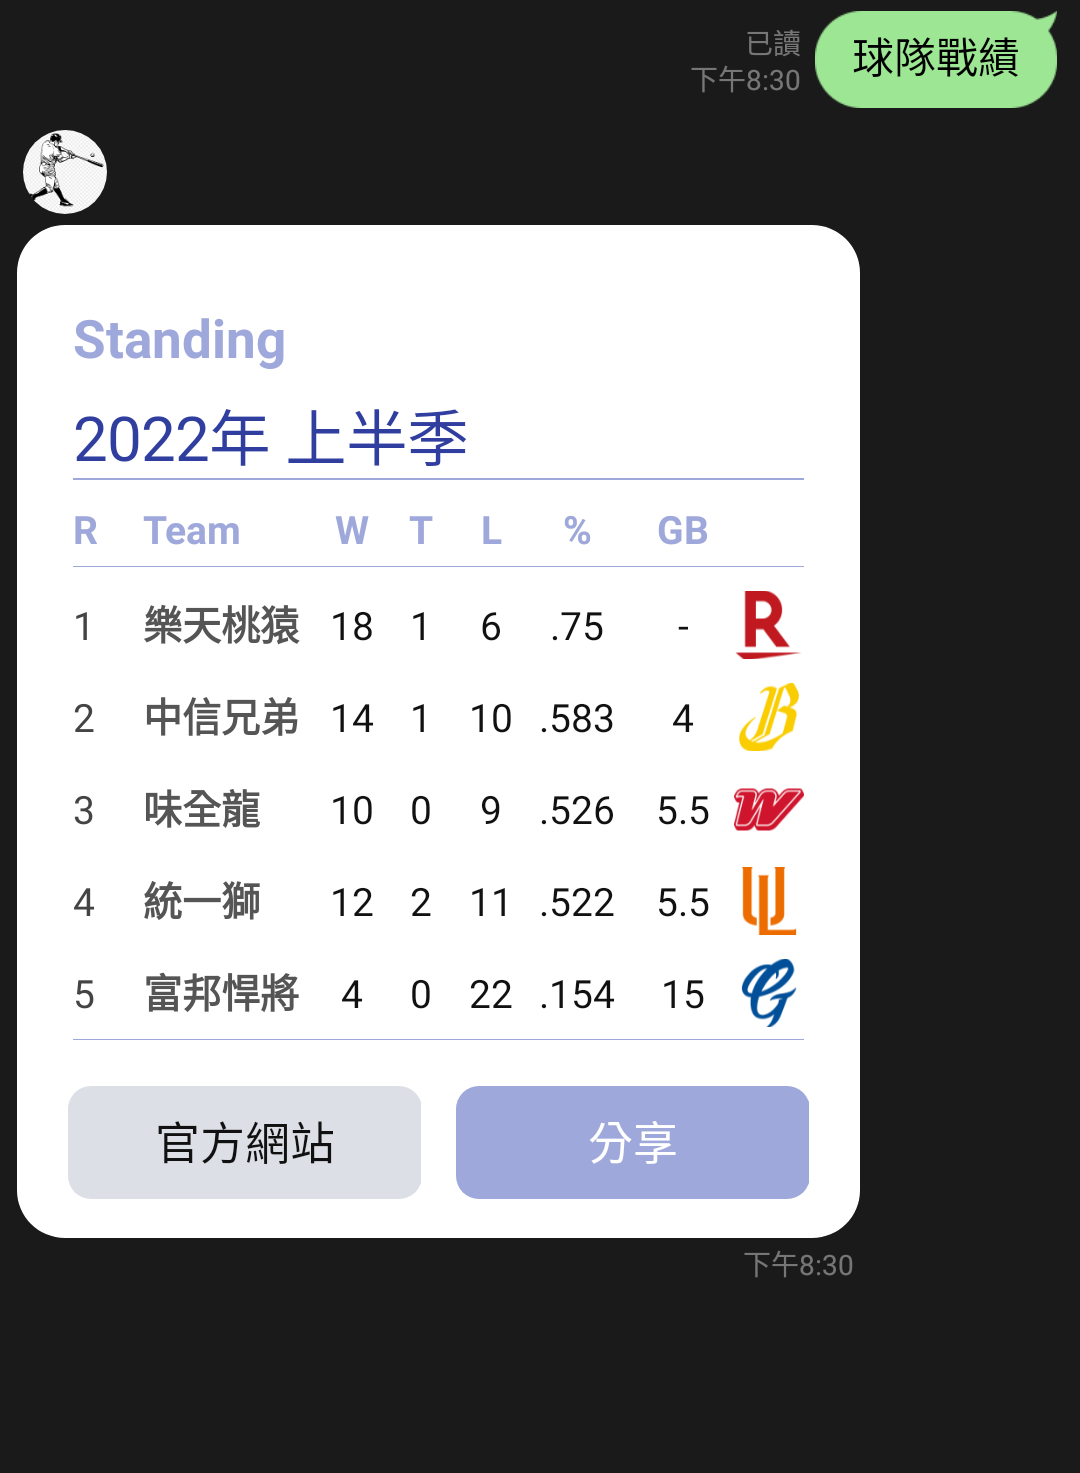 已讀
下午8:30
球隊戰績
Standing
2022年 上半季
R Team W T L % GB
1 樂天桃猿 18 1 6 .75 -
2 中信兄弟 14 1 10 .583 4
3 味全龍 10 0 9 .526 5.5
4 統一獅 12 2 11 .522 5.5
5 富邦悍將 4 0 22 .154 15
官方網站 分享
下午8:30